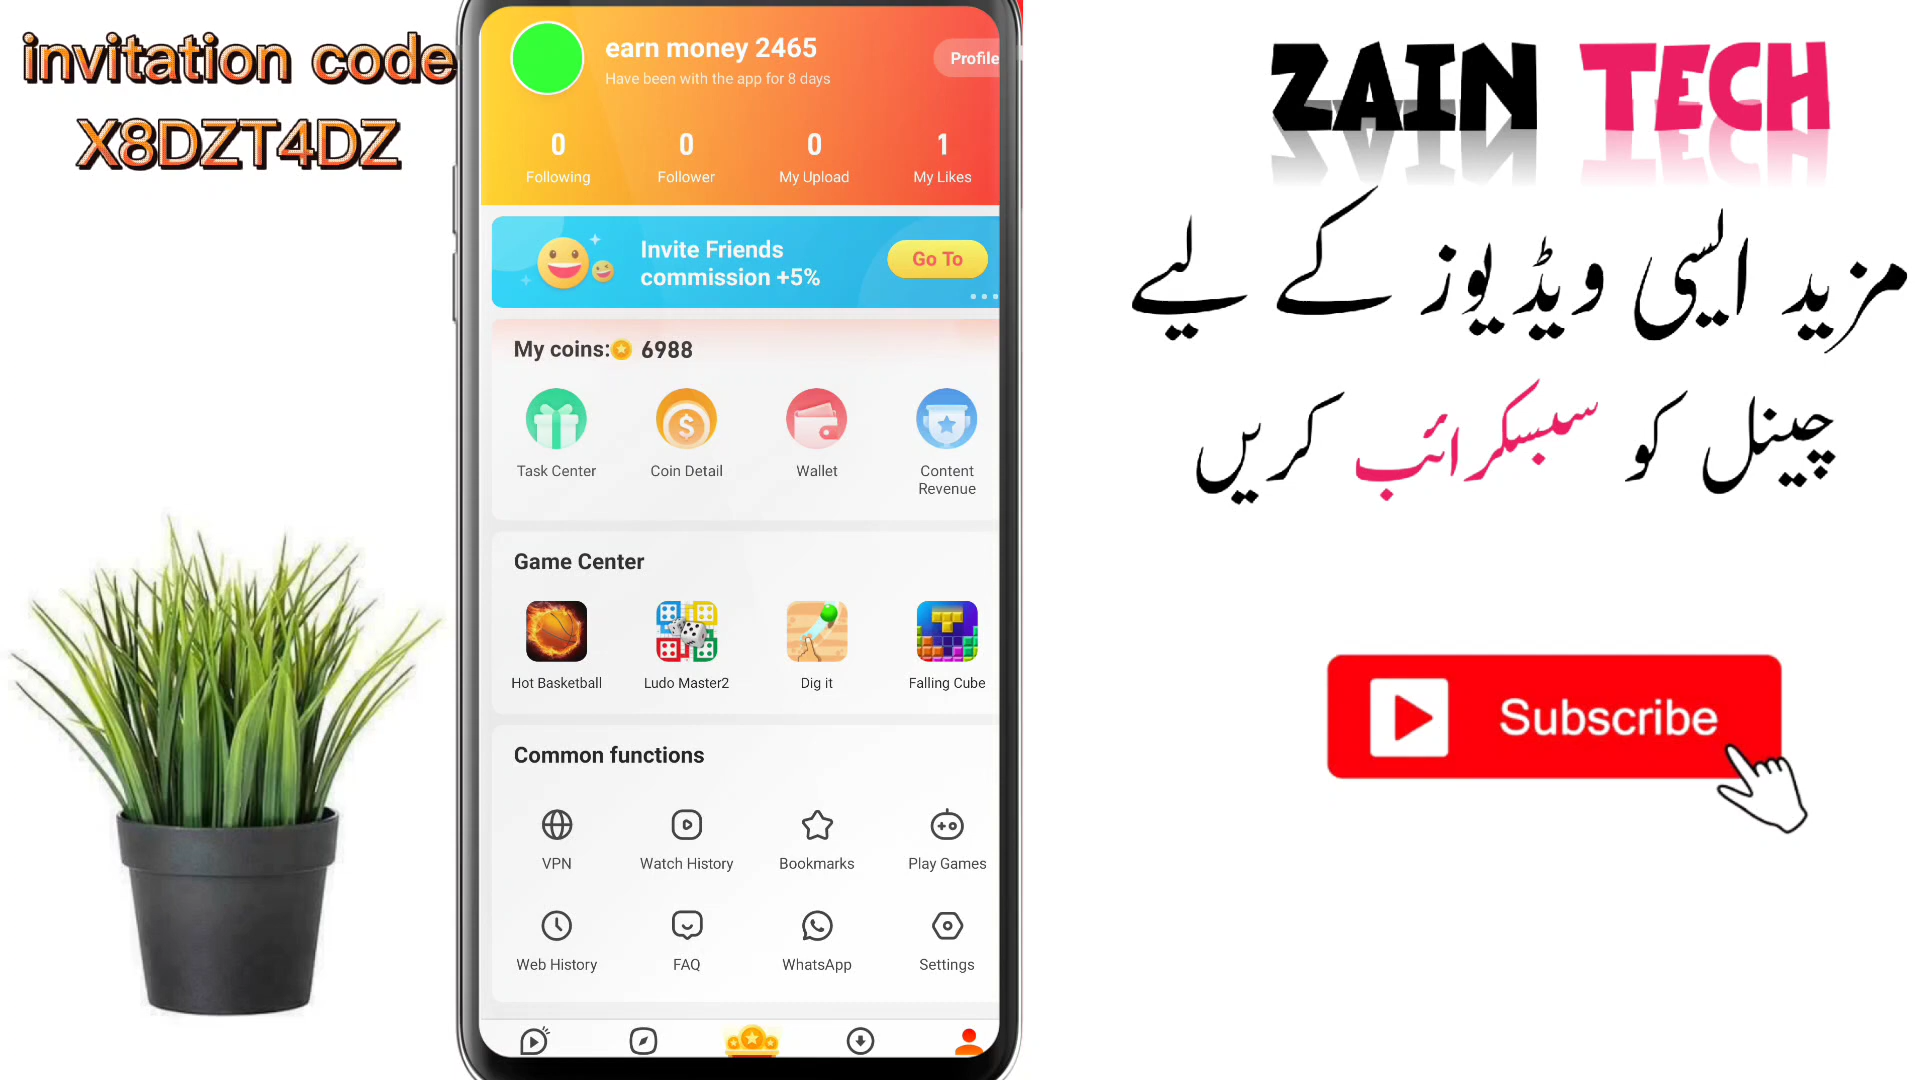 invitation code
X8DZT4DZ
earn money 2465
Have been with the app for 8 days
Profile
0
0
0
1
Following
Follower
My Upload
My Likes
Invite Friends
commission +5%
Go To
My coins: 6988
Task Center
Coin Detail
Wallet
Content
Revenue
Game Center
Hot Basketball
Ludo Master2
Dig it
Falling Cube
Common functions
VPN
Watch History
Bookmarks
Play Games
Web History
FAQ
WhatsApp
Settings
ZAIN TECH
مزید ایسی ویڈیوز کے لیے
چینل کو سبسکرائب کریں
Subscribe